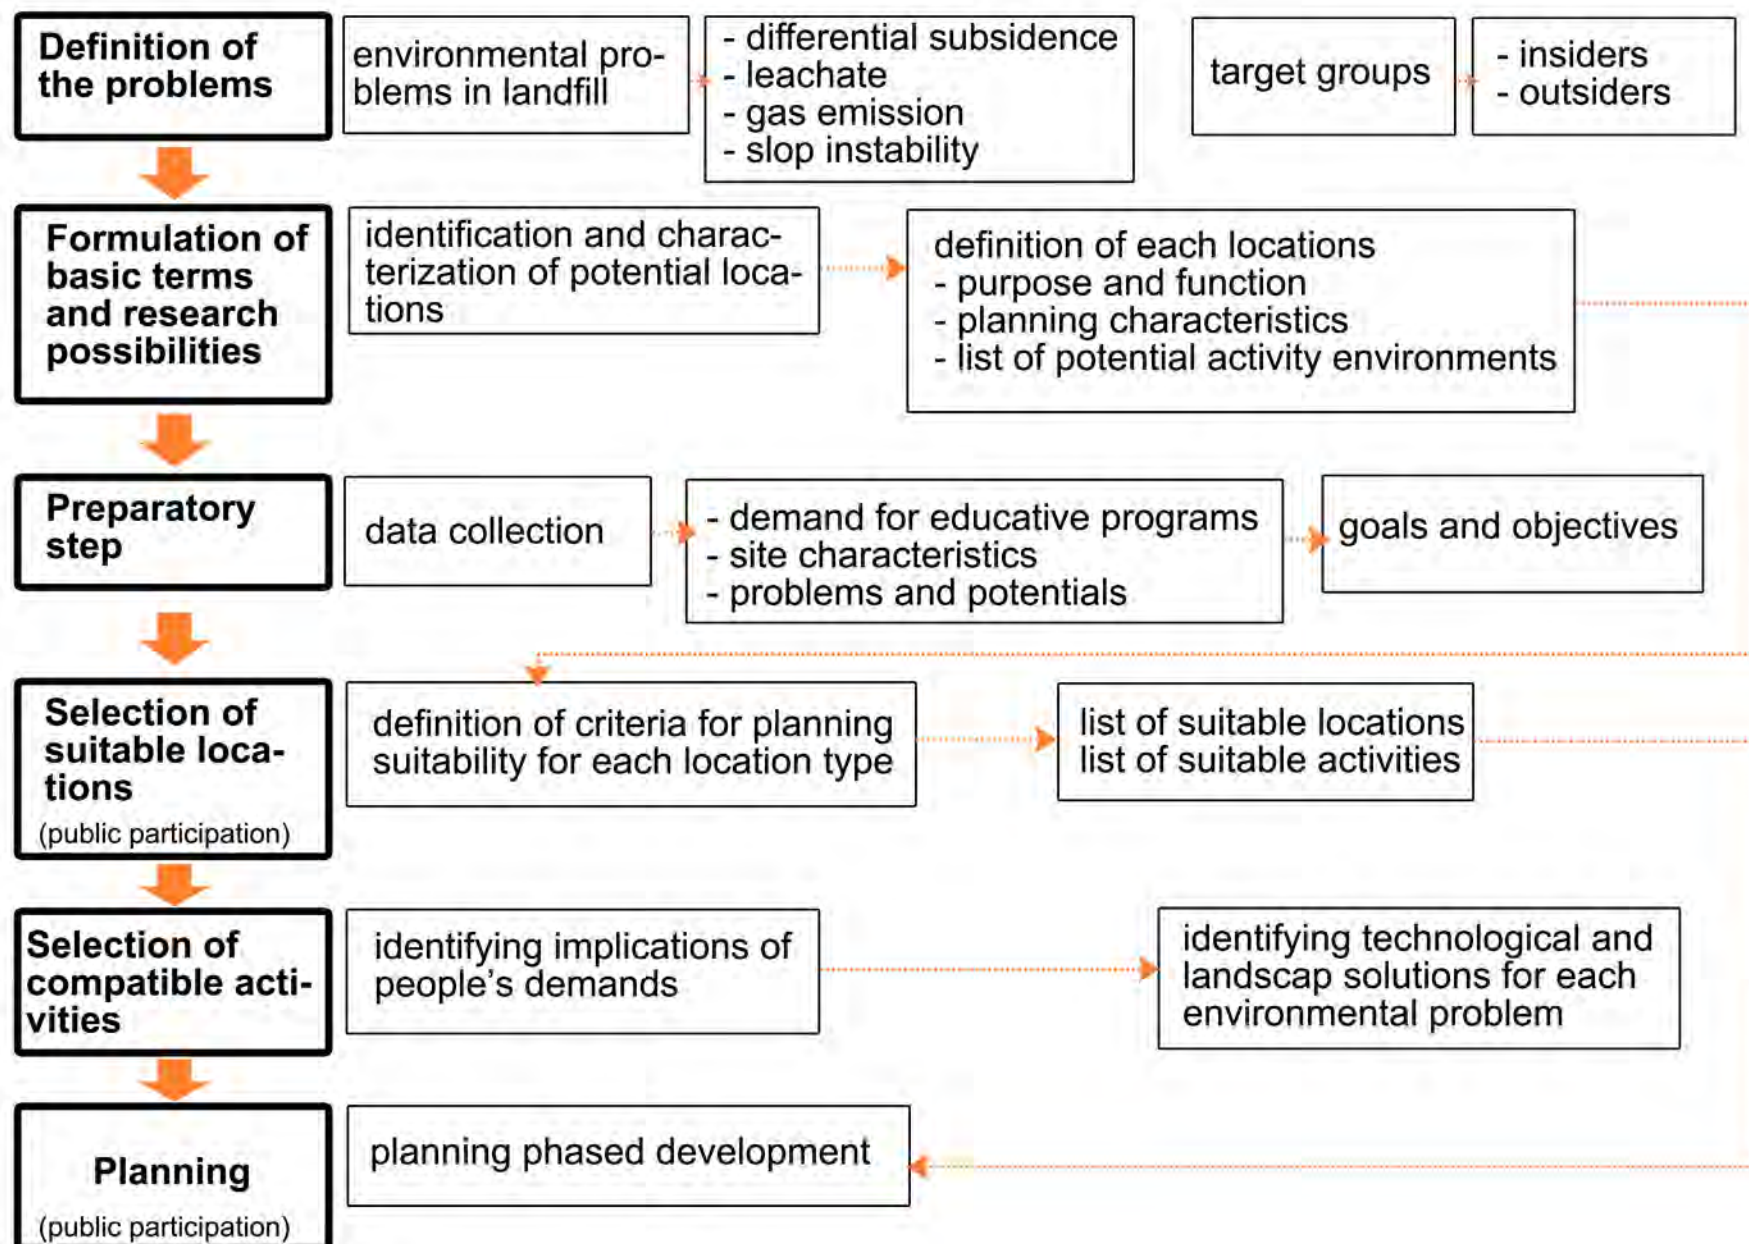 Definition of
the problems
environmental pro-
blems in landfill
- differential subsidence
- leachate
- gas emission
- slop instability
target groups
- insiders
- outsiders
Formulation of
basic terms
and research
possibilities
identification and charac-
terization of potential loca-
tions
definition of each locations
- purpose and function
- planning characteristics
- list of potential activity environments
Preparatory
step
data collection
- demand for educative programs
- site characteristics
- problems and potentials
goals and objectives
Selection of
suitable loca-
tions
(public participation)
definition of criteria for planning
suitability for each location type
list of suitable locations
list of suitable activities
Selection of
compatible acti-
vities
identifying implications of
people’s demands
identifying technological and
landscap solutions for each
environmental problem
Planning
(public participation)
planning phased development